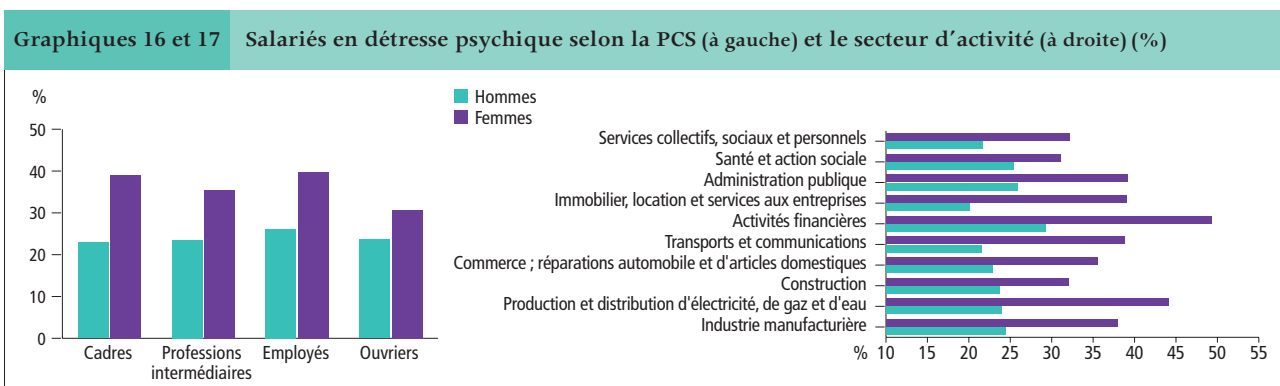 Graphiques 16 et 17 Salariés en détresse psychique selon la PCS (à gauche) et le secteur d'activité (à droite) (%)
%
50
40
30
20
10
0
Cadres
Professions
intermédiaires
Employés
Ouvriers
Hommes
Femmes
Services collectifs, sociaux et personnels
Santé et action sociale
Administration publique
Immobilier, location et services aux entreprises
Activités financières
Transports et communications
Commerce ; réparations automobile et d'articles domestiques
Construction
Production et distribution d'électricité, de gaz et d'eau
Industrie manufacturière
% 10 15 20 25 30 35 40 45 50 55